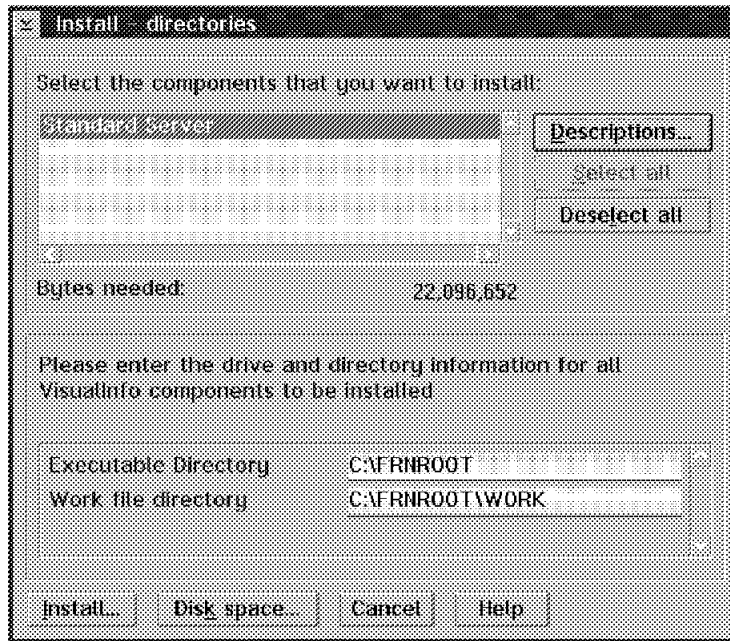 Install - directories
Select the components that you want to install:
Standard Server
Descriptions...
Select all
Deselect all
Bytes needed: 22,096,652
Please enter the drive and directory information for all
VisualInfo components to be installed
Executable Directory C:\FRNROOT
Work file directory C:\FRNROOT\WORK
Install... Disk space... Cancel Help